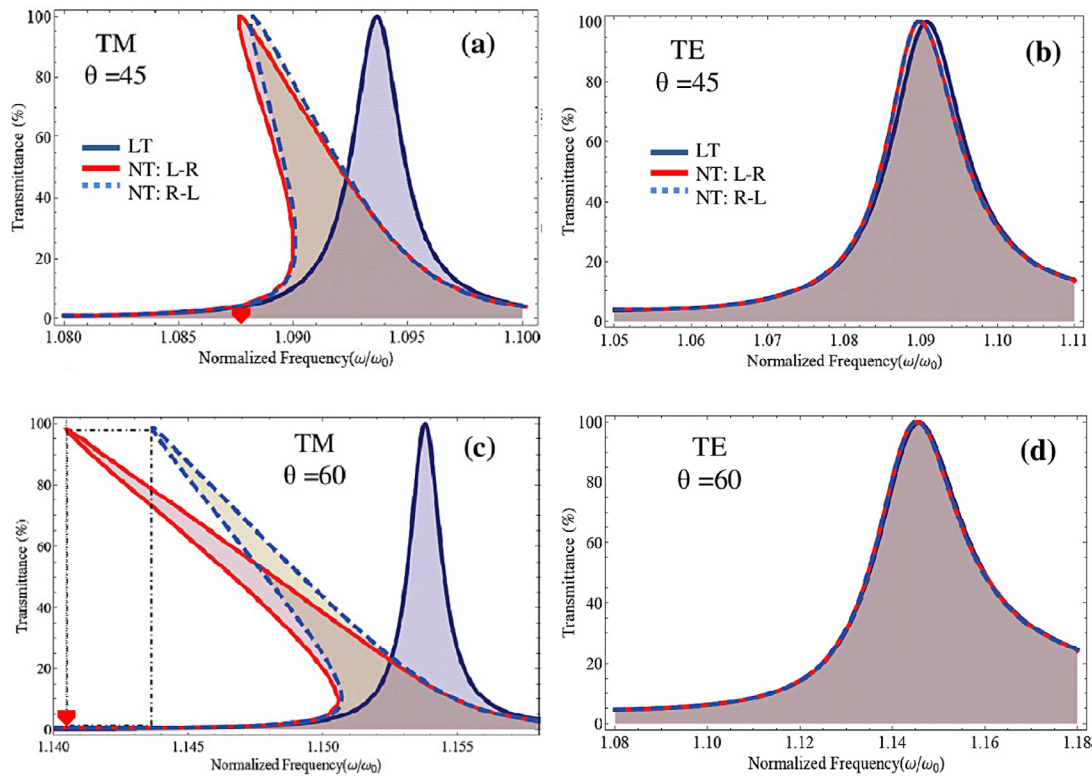 TM
θ =45
(a)
LT
NT: L-R
NT: R-L
Transmittance (%)
100
80
60
40
20
0
1.080
1.085
1.090
1.095
1.100
Normalized Frequency(ω/ω₀)
TE
θ =45
(b)
LT
NT: L-R
NT: R-L
Transmittance (%)
100
80
60
40
20
0
1.05
1.06
1.07
1.08
1.09
1.10
1.11
Normalized Frequency(ω/ω₀)
TM
θ =60
(c)
Transmittance (%)
100
80
60
40
20
0
1.140
1.145
1.150
1.155
Normalized Frequency(ω/ω₀)
TE
θ =60
(d)
Transmittance (%)
100
80
60
40
20
0
1.08
1.10
1.12
1.14
1.16
1.18
Normalized Frequency(ω/ω₀)